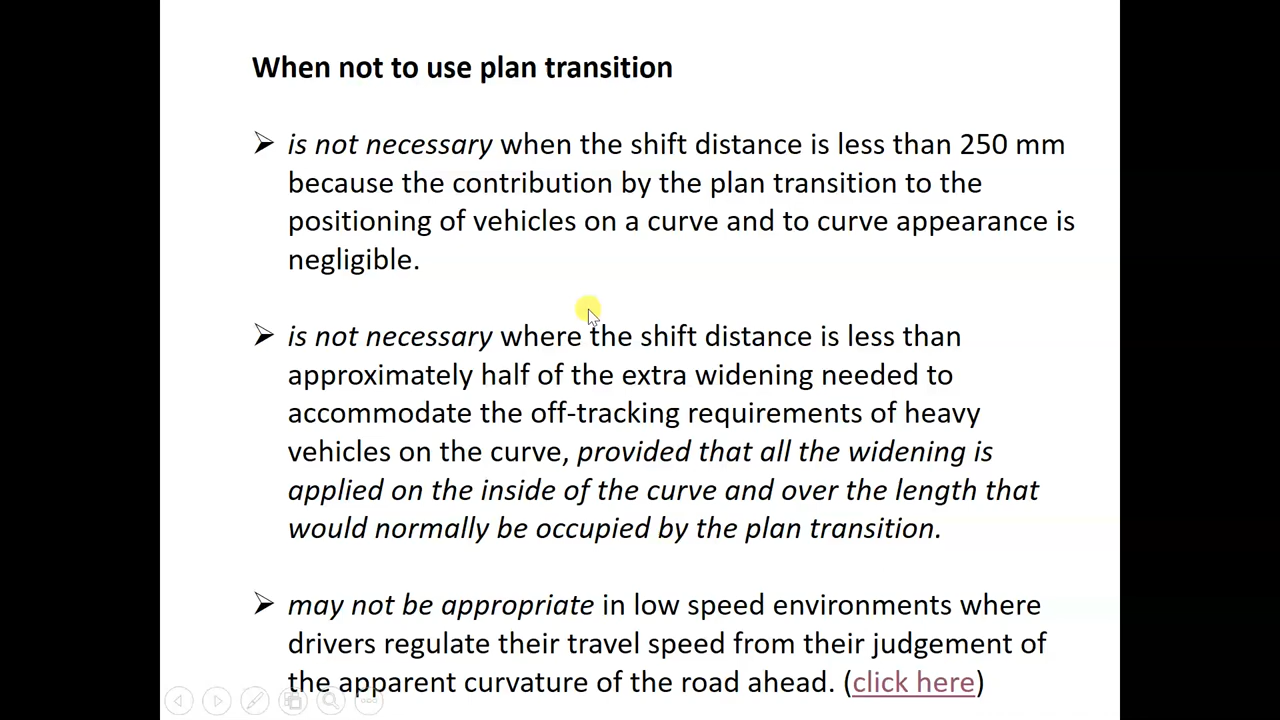 When not to use plan transition
is not necessary when the shift distance is less than 250 mm
because the contribution by the plan transition to the
positioning of vehicles on a curve and to curve appearance is
negligible.
is not necessary where the shift distance is less than
approximately half of the extra widening needed to
accommodate the off-tracking requirements of heavy
vehicles on the curve, provided that all the widening is
applied on the inside of the curve and over the length that
would normally be occupied by the plan transition.
may not be appropriate in low speed environments where
drivers regulate their travel speed from their judgement of
the apparent curvature of the road ahead. (click here)